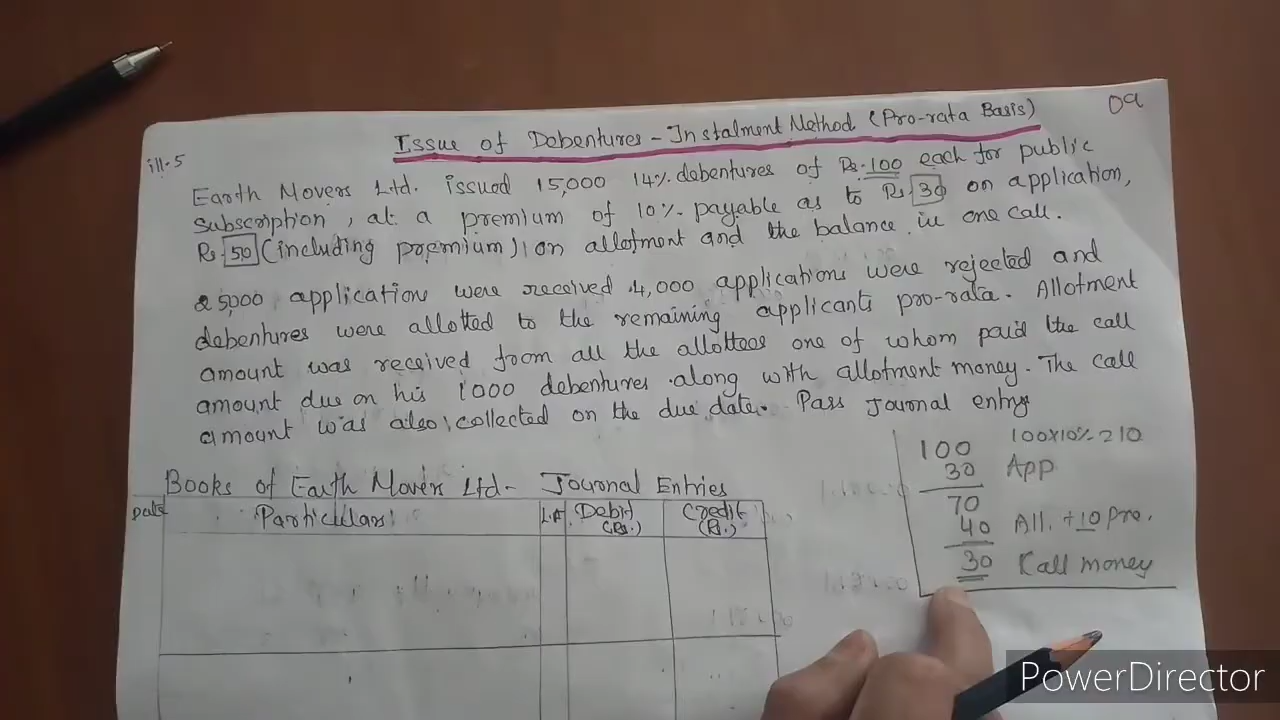 09
Issue of Debentures - Instalment Method (Pro-rata Basis)
ill-5
Earth Movers Ltd. issued 15,000 14% debentures of Rs.100 each for public
subscription, at a premium of 10% payable as to Rs 30 on application,
Rs 50 (including premium) on allotment and the balance in one call.
25,000 application were received 4,000 applications were rejected and
debentures were allotted to the remaining applicants pro-rata. Allotment
amount was received from all the allottees one of whom paid the call
amount due on his 1000 debentures along with allotment money. The call
amount was also collected on the due date. Pass Journal entry
100 100x10%=10
30 App
70
40 All. +10 Pre.
30 Call money
Books of Earth Movers Ltd- Journal Entries
Date Particulars L.F Debit (Rs.) Credit (Rs.)
PowerDirector